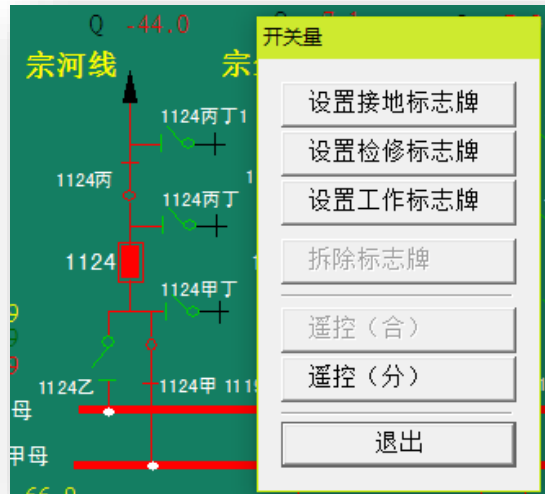 Q -44.0
宗河线
宗
1124丙丁1
1124丙
1124丙丁
1124
1124甲丁
1124乙
1124甲
母
甲母
66.9
开关量
设置接地标志牌
设置检修标志牌
设置工作标志牌
拆除标志牌
遥控（合）
遥控（分）
退出